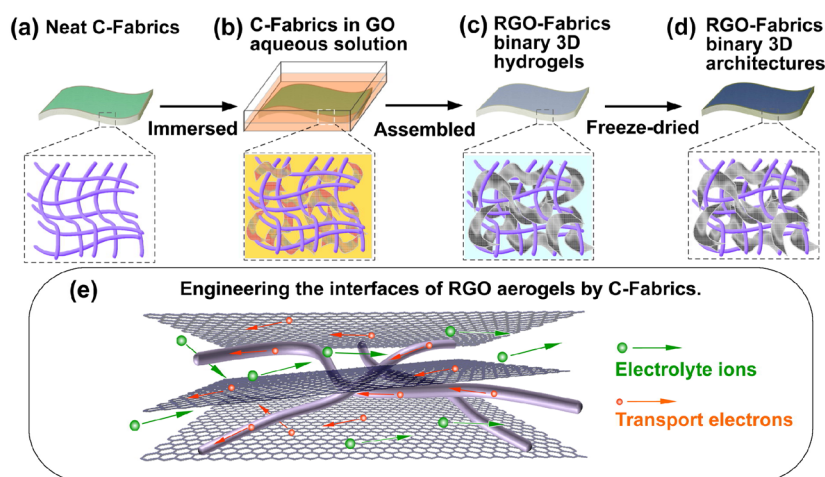 (a) Neat C-Fabrics
(b) C-Fabrics in GO
aqueous solution
(c) RGO-Fabrics
binary 3D
hydrogels
(d) RGO-Fabrics
binary 3D
architectures
Immersed
Assembled
Freeze-dried
(e) Engineering the interfaces of RGO aerogels by C-Fabrics.
Electrolyte ions
Transport electrons